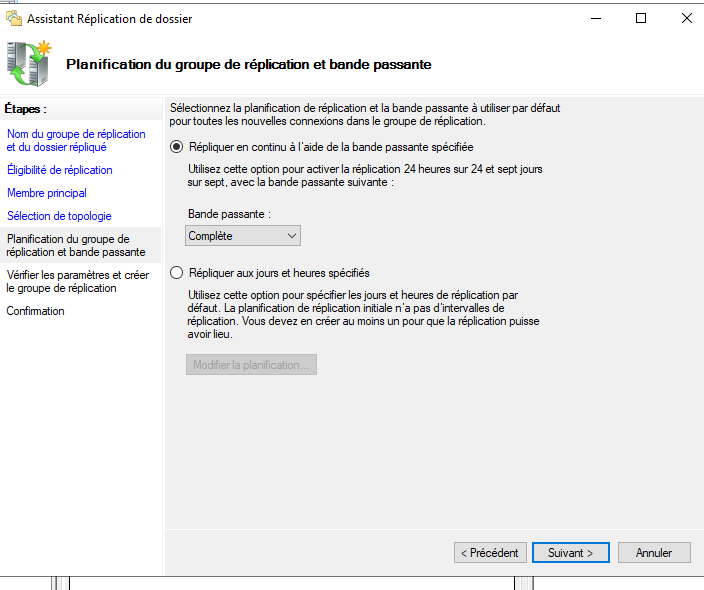 Assistant Réplication de dossier
Planification du groupe de réplication et bande passante
Étapes :
Nom du groupe de réplication
et du dossier répliqué
Éligibilité de réplication
Membre principal
Sélection de topologie
Planification du groupe de
réplication et bande passante
Vérifier les paramètres et créer
le groupe de réplication
Confirmation
Sélectionnez la planification de réplication et la bande passante à utiliser par défaut
pour toutes les nouvelles connexions dans le groupe de réplication.
Répliquer en continu à l'aide de la bande passante spécifiée
Utilisez cette option pour activer la réplication 24 heures sur 24 et sept jours
sur sept, avec la bande passante suivante :
Bande passante :
Complète
Répliquer aux jours et heures spécifiés
Utilisez cette option pour spécifier les jours et heures de réplication par
défaut. La planification de réplication initiale n'a pas d'intervalles de
réplication. Vous devez en créer au moins un pour que la réplication puisse
avoir lieu.
Modifier la planification...
< Précédent
Suivant >
Annuler